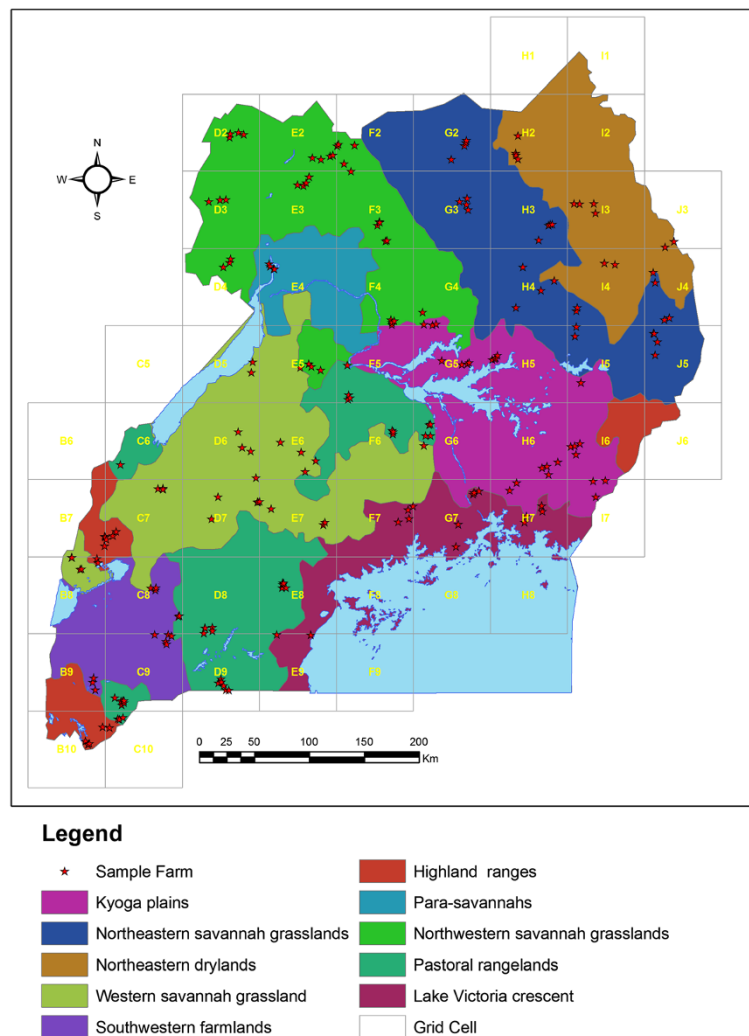 H1 I1
D2 E2 F2 G2 H2 I2
N
W E
S
D3 E3 F3 G3 H3 I3 J3
D4 E4 F4 G4 H4 I4 J4
C5 D5 E5 F5 G5 H5 I5 J5
B6 C6 D6 E6 F6 G6 H6 I6 J6
B7 C7 D7 E7 F7 G7 H7 I7
B8 C8 D8 E8 F8 G8 H8
B9 C9 D9 E9 F9
B10 C10
0 25 50 100 150 200
Km
Legend
Sample Farm
Kyoga plains
Northeastern savannah grasslands
Northeastern drylands
Western savannah grassland
Southwestern farmlands
Highland ranges
Para-savannahs
Northwestern savannah grasslands
Pastoral rangelands
Lake Victoria crescent
Grid Cell